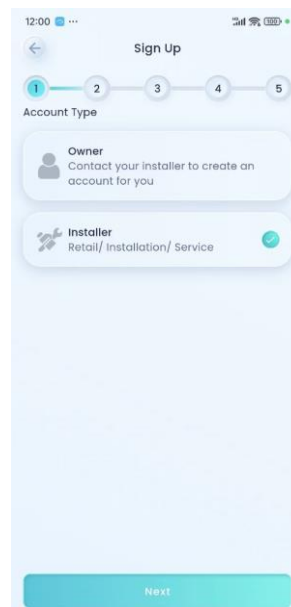 12:00 ...
100
Sign Up
1 2 3 4 5
Account Type
Owner
Contact your installer to create an
account for you
Installer
Retail/ Installation/ Service
Next